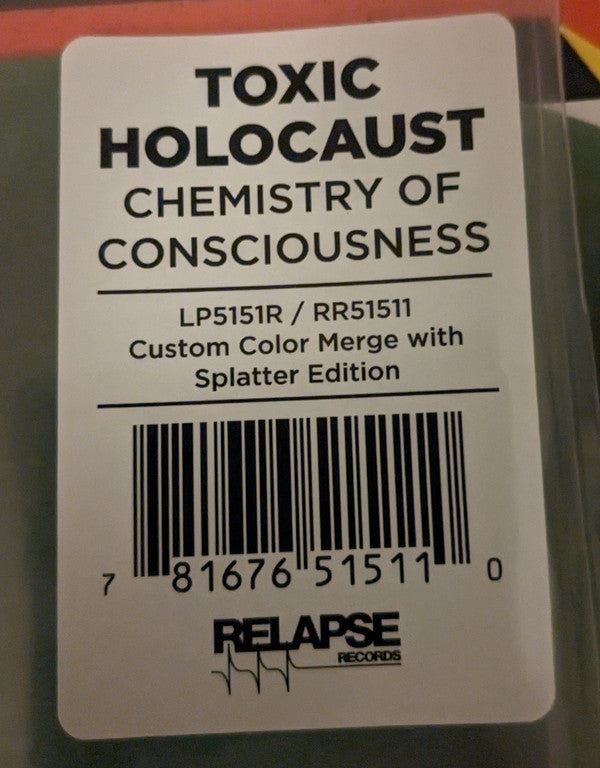 TOXIC
HOLOCAUST
CHEMISTRY OF
CONSCIOUSNESS
LP5151R / RR51511
Custom Color Merge with
Splatter Edition
7 81676 51511 0
RELAPSE
RECORDS